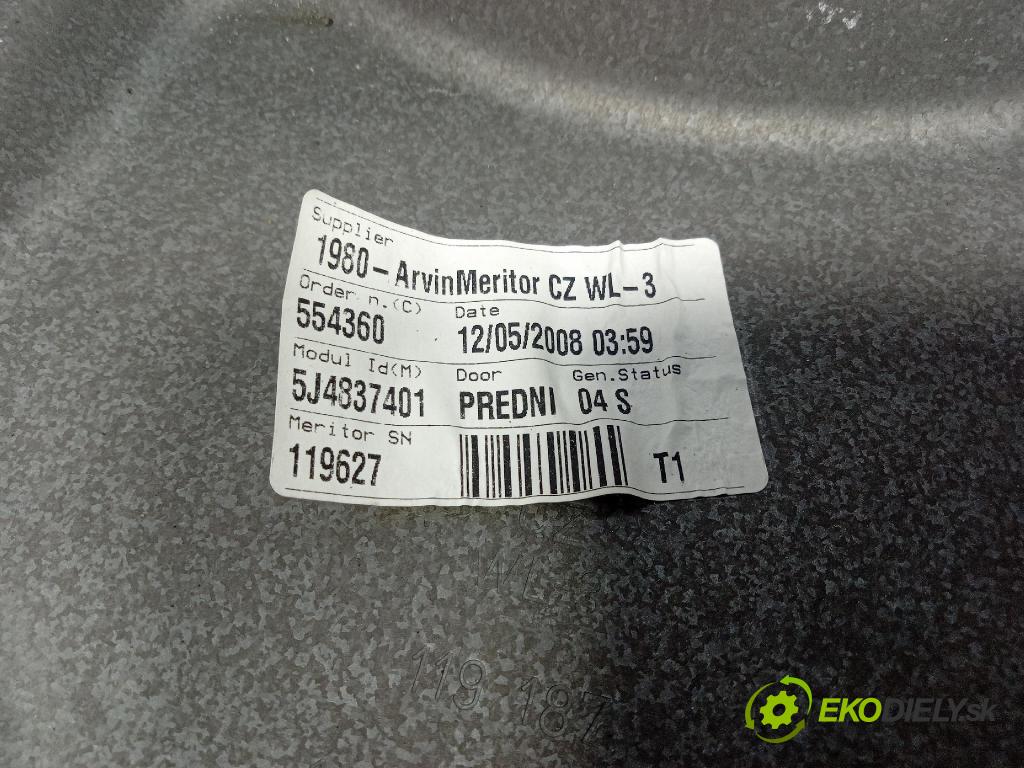 Supplier
1980-ArvinMeritor CZ WL-3
Order n.(C) Date
554360 12/05/2008 03:59
Modul Id(M) Door Gen.Status
5J4837401 PREDNI 04 S
Meritor SN
119627 T1
W1
119 187
EKODIELY.sk